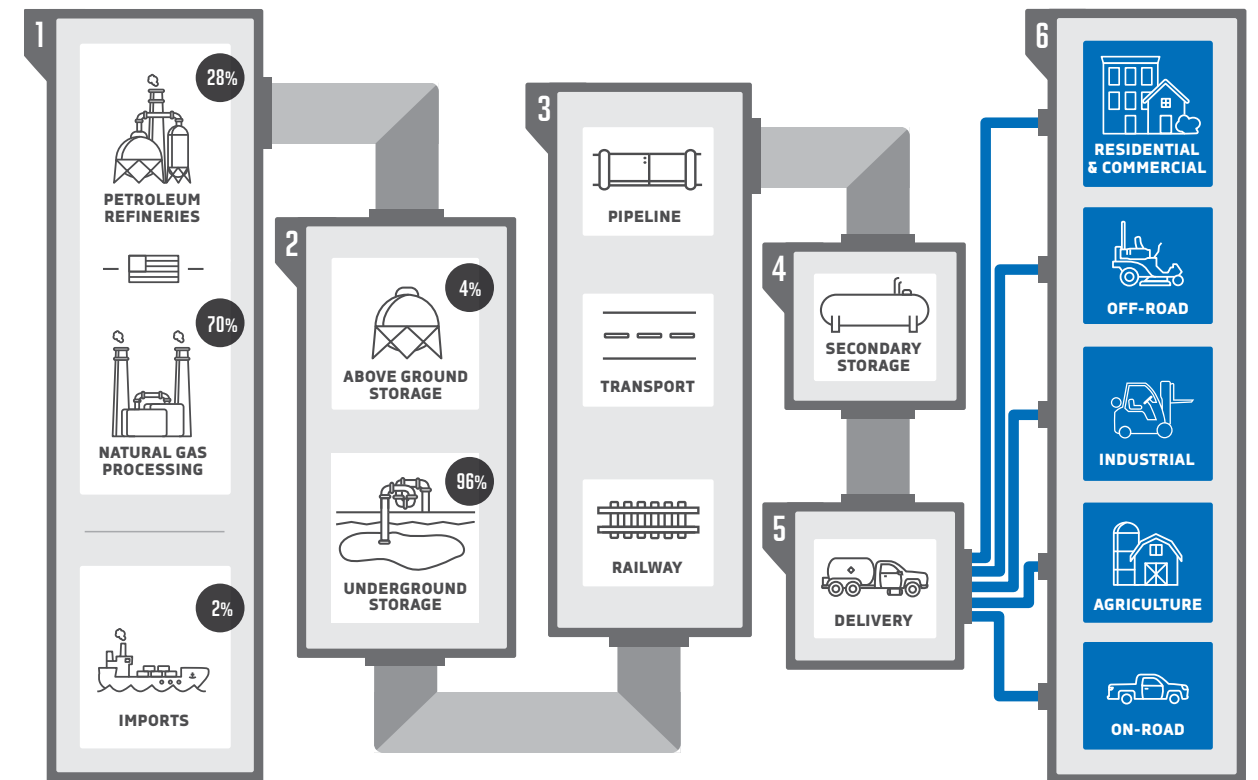 1
28%
PETROLEUM
REFINERIES
70%
NATURAL GAS
PROCESSING
2%
IMPORTS
2
4%
ABOVE GROUND
STORAGE
96%
UNDERGROUND
STORAGE
3
PIPELINE
TRANSPORT
RAILWAY
4
SECONDARY
STORAGE
5
DELIVERY
6
RESIDENTIAL
& COMMERCIAL
OFF-ROAD
INDUSTRIAL
AGRICULTURE
ON-ROAD